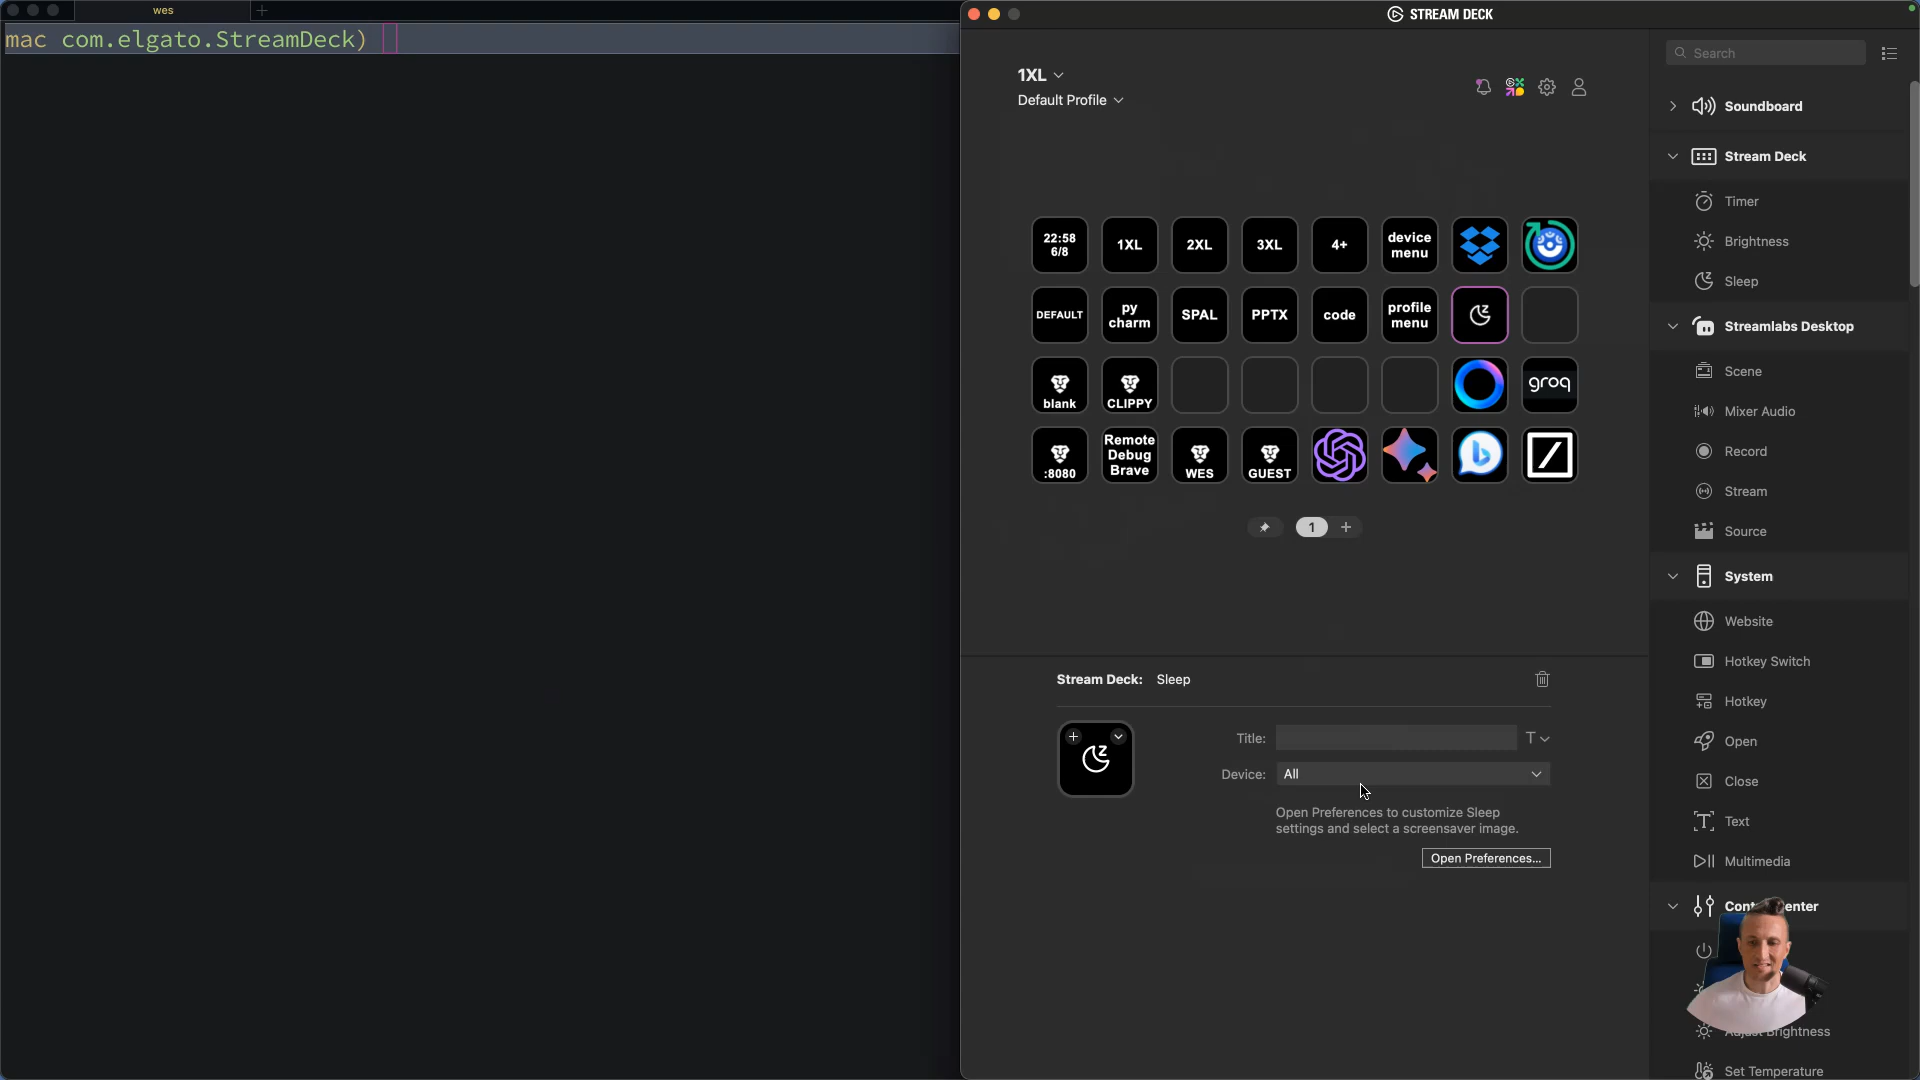 wes
mac com.elgato.StreamDeck)
STREAM DECK
1XL
Default Profile
Search
Soundboard
Stream Deck
Timer
Brightness
Sleep
Streamlabs Desktop
Scene
Mixer Audio
Record
Stream
Source
System
Website
Hotkey Switch
Hotkey
Open
Close
Text
Multimedia
Adjust Brightness
Set Temperature
22:58
6/8
1XL
2XL
3XL
4+
device
menu
DEFAULT
py
charm
SPAL
PPTX
code
profile
menu
blank
CLIPPY
groq
:8080
Remote
Debug
Brave
WES
GUEST
1
Stream Deck: Sleep
Title:
Device: All
Open Preferences to customize Sleep
settings and select a screensaver image.
Open Preferences...